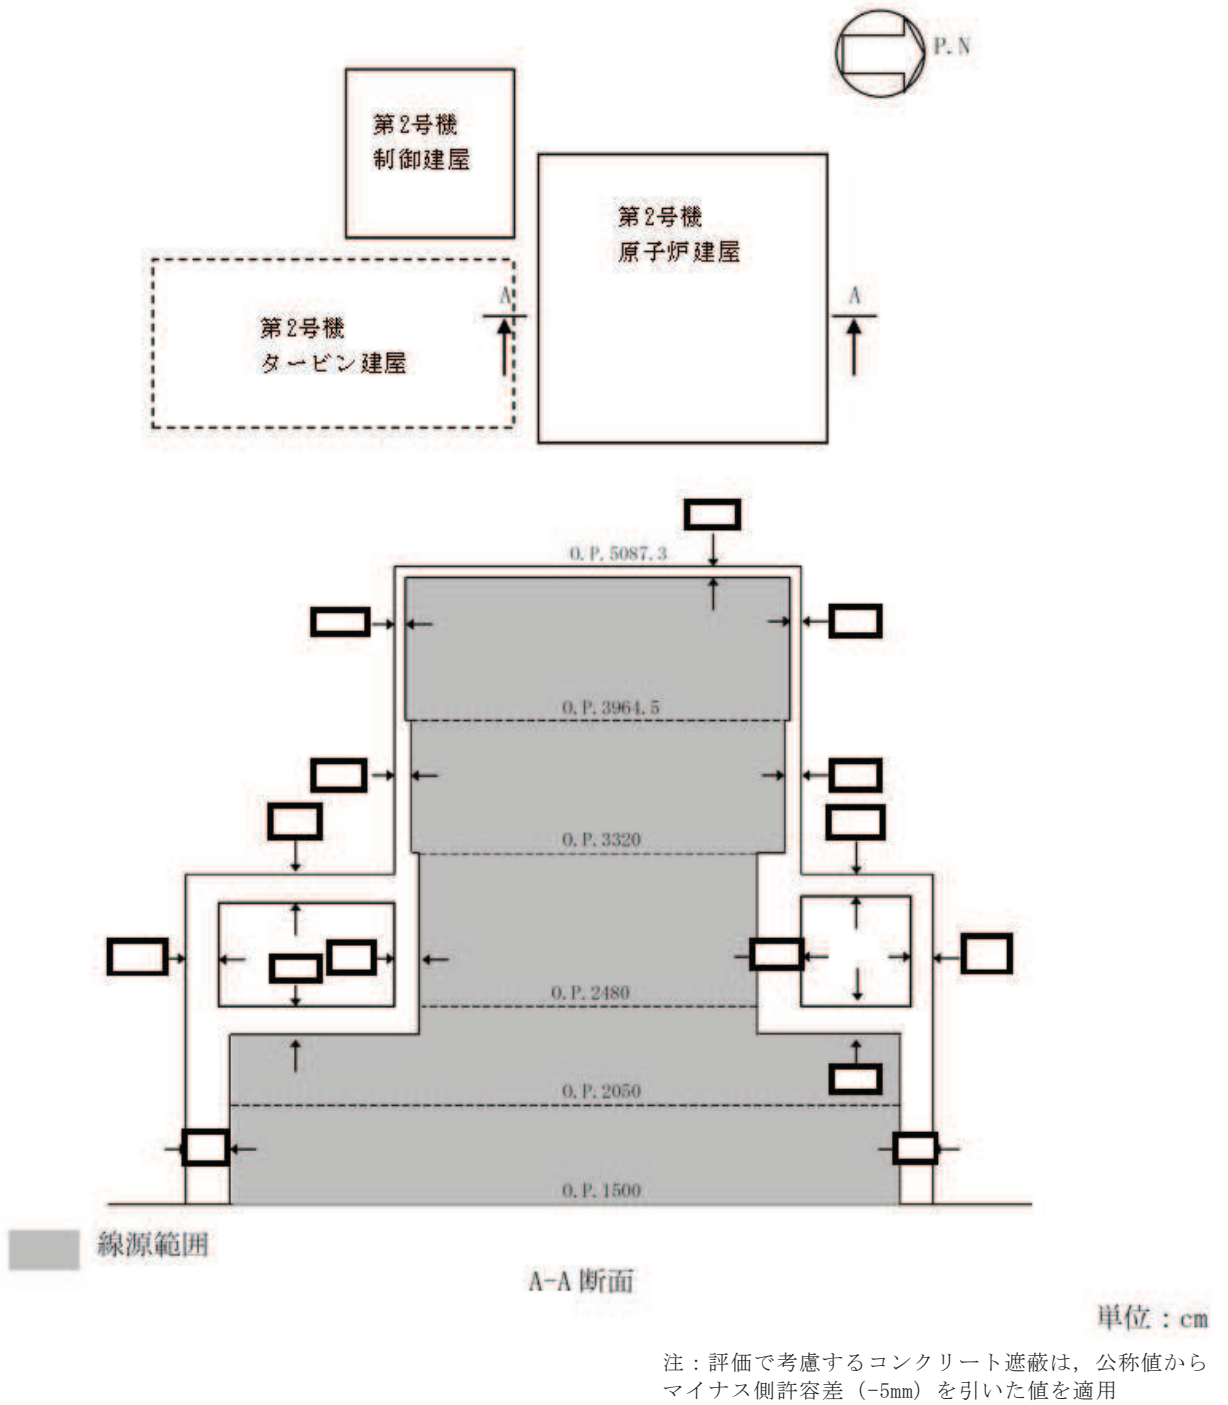 P.N
第2号機
制御建屋
第2号機
原子炉建屋
A
A
第2号機
タービン建屋
O.P.5087.3
O.P.3964.5
O.P.3320
O.P.2480
O.P.2050
O.P.1500
線源範囲
A-A 断面
単位：cm
注：評価で考慮するコンクリート遮蔽は，公称値から
マイナス側許容差（-5mm）を引いた値を適用